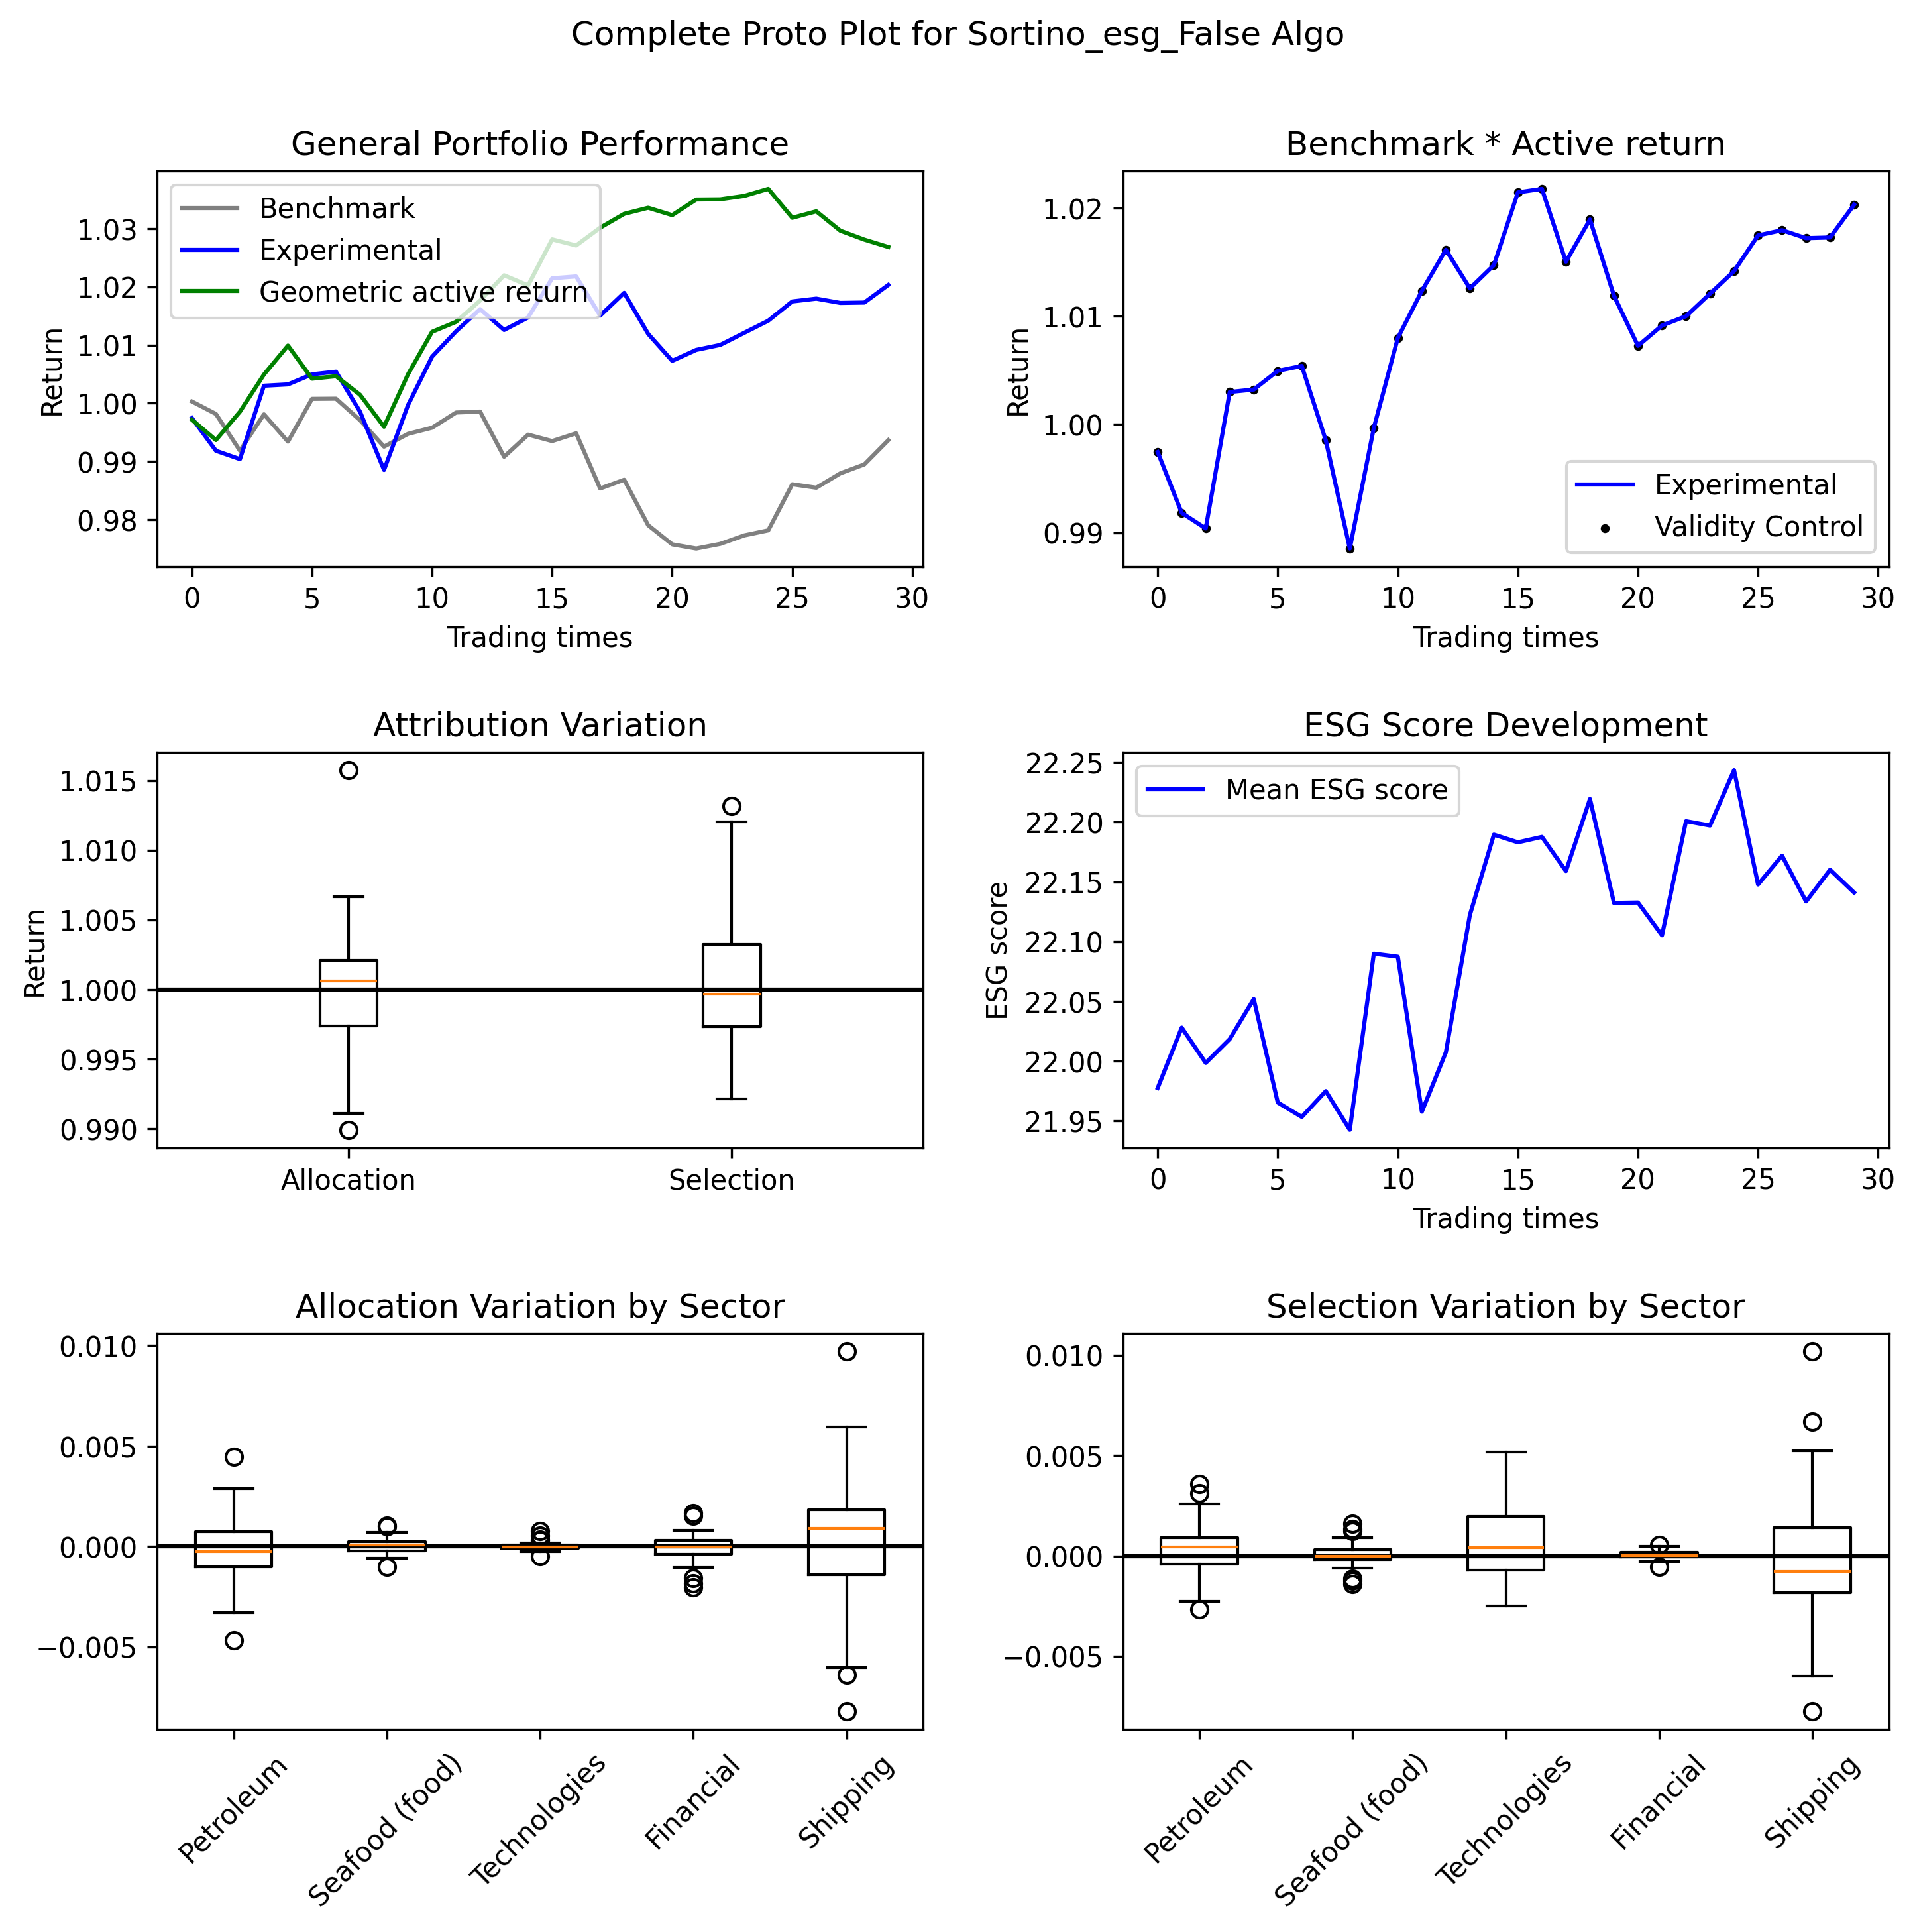 Complete Proto Plot for Sortino_esg_False Algo
General Portfolio Performance
Benchmark
Experimental
Geometric active return
1.03
1.02
1.01
1.00
0.99
0.98
Return
0 5 10 15 20 25 30
Trading times
Benchmark * Active return
1.02
1.01
1.00
0.99
Return
Experimental
Validity Control
0 5 10 15 20 25 30
Trading times
Attribution Variation
1.015
1.010
1.005
1.000
0.995
0.990
Return
Allocation Selection
ESG Score Development
Mean ESG score
22.25
22.20
22.15
22.10
22.05
22.00
21.95
ESG score
0 5 10 15 20 25 30
Trading times
Allocation Variation by Sector
0.010
0.005
0.000
−0.005
Petroleum
Seafood (food)
Technologies
Financial
Shipping
Selection Variation by Sector
0.010
0.005
0.000
−0.005
Petroleum
Seafood (food)
Technologies
Financial
Shipping